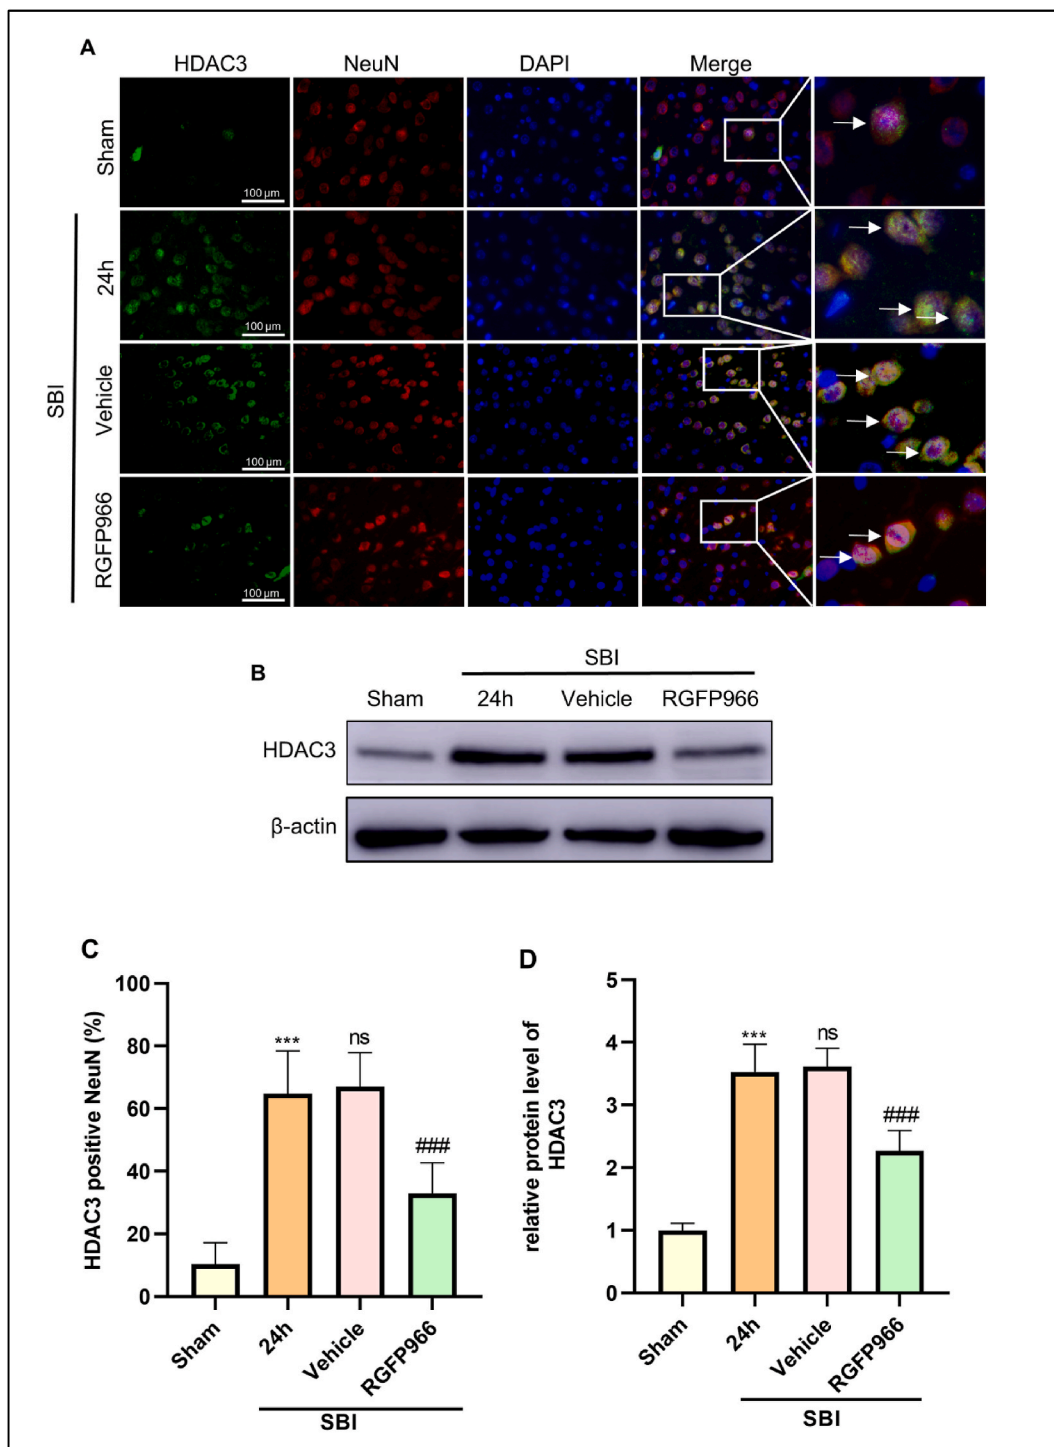 A
HDAC3 NeuN DAPI Merge
Sham
100 μm
SBI
24h
100 μm
Vehicle
100 μm
RGFP966
100 μm
B
SBI
Sham 24h Vehicle RGFP966
HDAC3
β-actin
C
HDAC3 positive NeuN (%)
100
80
60
40
20
0
***
ns
###
Sham 24h Vehicle RGFP966
SBI
D
relative protein level of
HDAC3
5
4
3
2
1
0
***
ns
###
Sham 24h Vehicle RGFP966
SBI